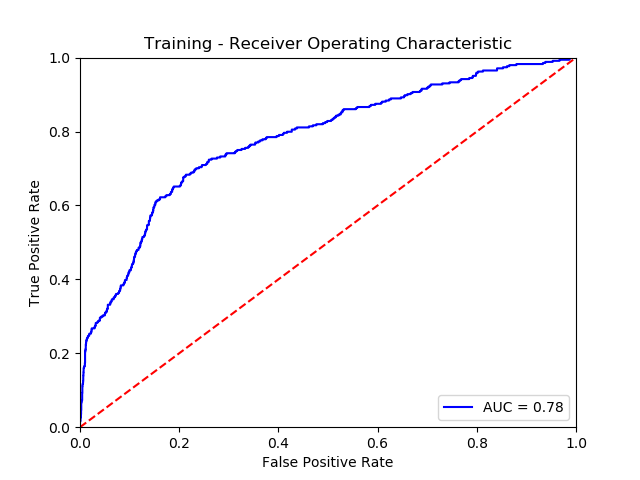 Training - Receiver Operating Characteristic
1.0
0.8
0.6
0.4
0.2
0.0
True Positive Rate
AUC = 0.78
0.0 0.2 0.4 0.6 0.8 1.0
False Positive Rate